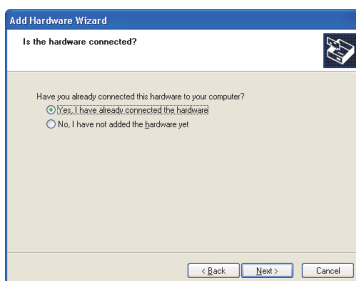 Add Hardware Wizard
Is the hardware connected?
Have you already connected this hardware to your computer?
Yes, I have already connected the hardware
No, I have not added the hardware yet
< Back
Next >
Cancel